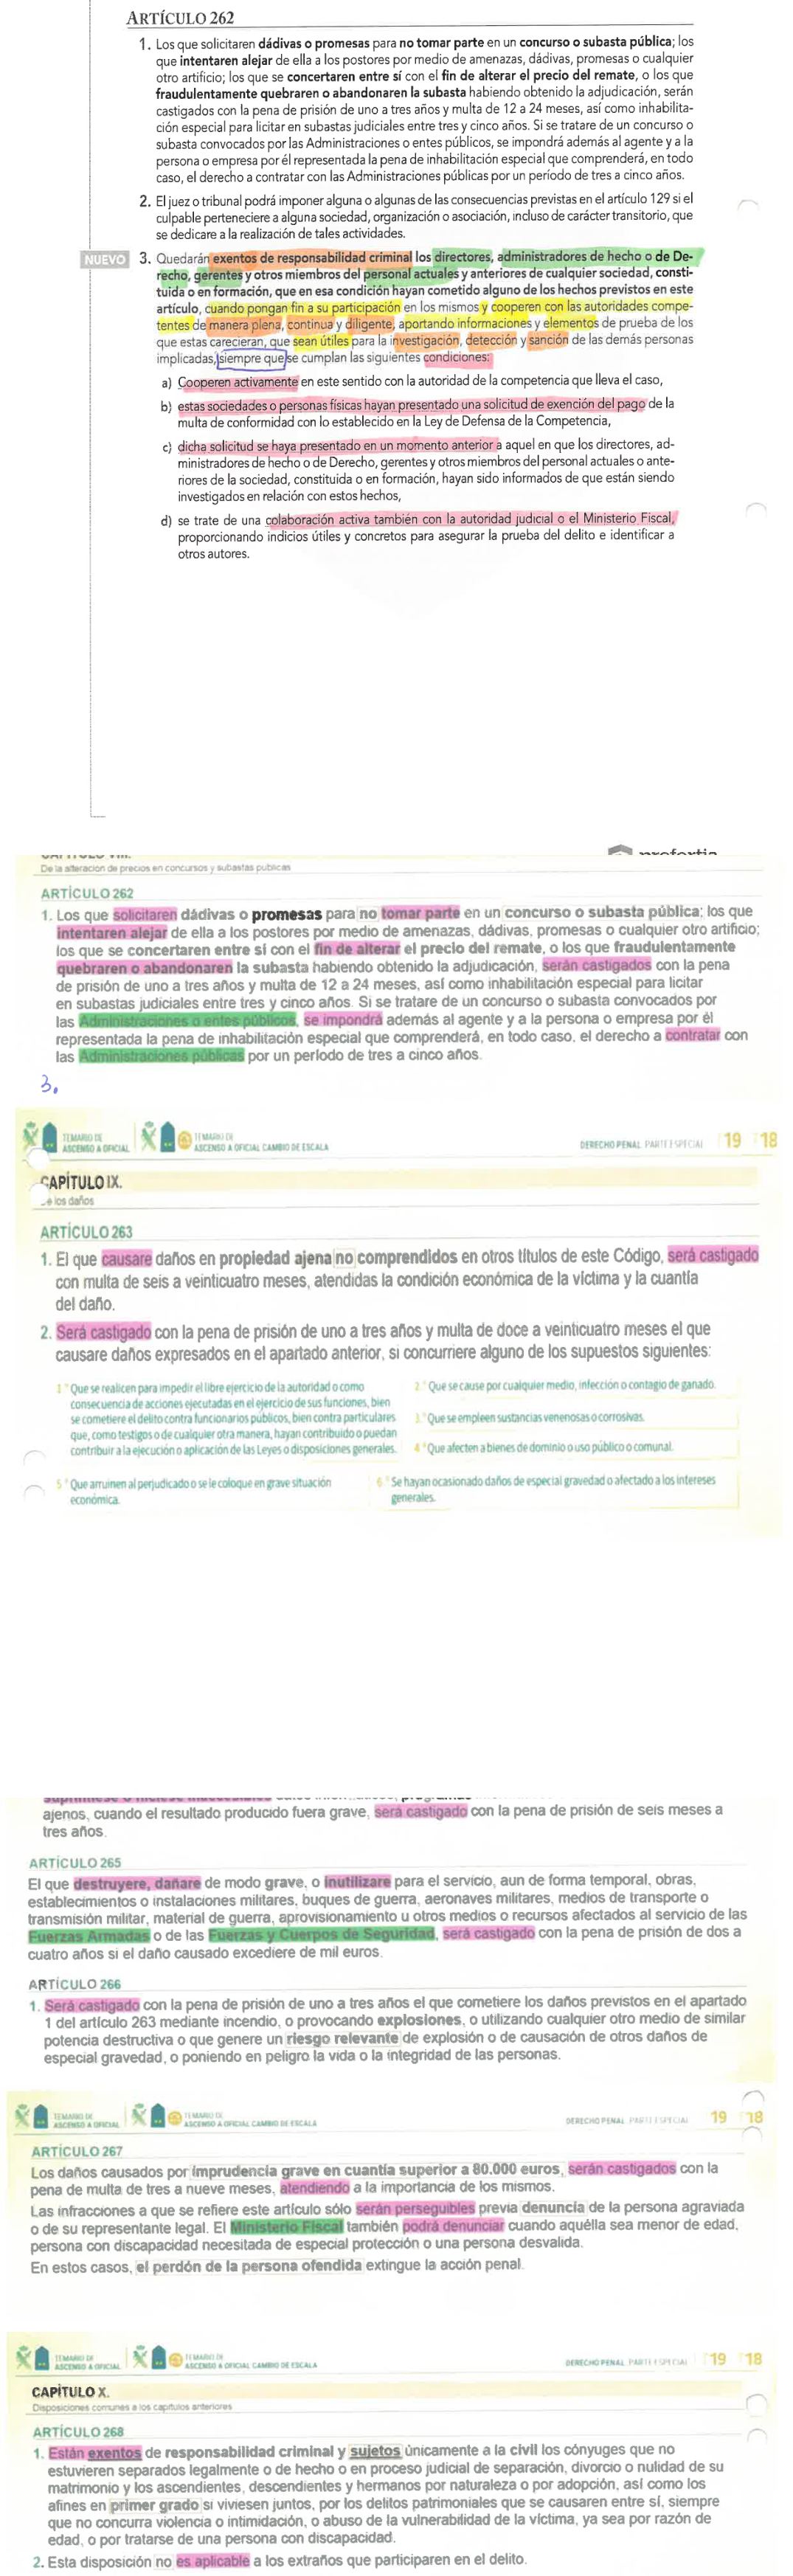 ARTÍCULO 262
1. Los que solicitaren dádivas o promesas para no tomar parte en un concurso o subasta pública; los
que intentaren alejar de ella a los postores por medio de amenazas, dádivas, promesas o cualquier
otro artificio; los que se concertaren entre sí con el fin de alterar el precio del remate, o los que
fraudulentamente quebraren o abandonaren la subasta habiendo obtenido la adjudicación, serán
castigados con la pena de prisión de uno a tres años y multa de 12 a 24 meses, así como inhabilita-
ción especial para licitar en subastas judiciales entre tres y cinco años. Si se tratare de un concurso o
subasta convocados por las Administraciones o entes públicos, se impondrá además al agente y a la
persona o empresa por él representada la pena de inhabilitación especial que comprenderá, en todo
caso, el derecho a contratar con las Administraciones públicas por un período de tres a cinco años.
2. El juez o tribunal podrá imponer alguna o algunas de las consecuencias previstas en el artículo 129 si el
culpable perteneciere a alguna sociedad, organización o asociación, incluso de carácter transitorio, que
se dedicare a la realización de tales actividades.
NUEVO 3. Quedarán exentos de responsabilidad criminal los directores, administradores de hecho o de De-
recho, gerentes y otros miembros del personal actuales y anteriores de cualquier sociedad, consti-
tuida o en formación, que en esa condición hayan cometido alguno de los hechos previstos en este
artículo, cuando pongan fin a su participación en los mismos y cooperen con las autoridades compe-
tentes de manera plena, continua y diligente, aportando informaciones y elementos de prueba de los
que estas carecieran, que sean útiles para la investigación, detección y sanción de las demás personas
implicadas, siempre que se cumplan las siguientes condiciones:
a) Cooperen activamente en este sentido con la autoridad de la competencia que lleva el caso,
b) estas sociedades o personas físicas hayan presentado una solicitud de exención del pago de la
multa de conformidad con lo establecido en la Ley de Defensa de la Competencia,
c) dicha solicitud se haya presentado en un momento anterior a aquel en que los directores, ad-
ministradores de hecho o de Derecho, gerentes y otros miembros del personal actuales o ante-
riores de la sociedad, constituida o en formación, hayan sido informados de que están siendo
investigados en relación con estos hechos,
d) se trate de una colaboración activa también con la autoridad judicial o el Ministerio Fiscal,
proporcionando indicios útiles y concretos para asegurar la prueba del delito e identificar a
otros autores.
De la alteración de precios en concursos y subastas públicas
ARTÍCULO 262
1. Los que solicitaren dádivas o promesas para no tomar parte en un concurso o subasta pública; los que
intentaren alejar de ella a los postores por medio de amenazas, dádivas, promesas o cualquier otro artificio;
los que se concertaren entre sí con el fin de alterar el precio del remate, o los que fraudulentamente
quebraren o abandonaren la subasta habiendo obtenido la adjudicación, serán castigados con la pena
de prisión de uno a tres años y multa de 12 a 24 meses, así como inhabilitación especial para licitar
en subastas judiciales entre tres y cinco años. Si se tratare de un concurso o subasta convocados por
las Administraciones o entes públicos, se impondrá además al agente y a la persona o empresa por él
representada la pena de inhabilitación especial que comprenderá, en todo caso, el derecho a contratar con
las Administraciones públicas por un período de tres a cinco años.
3.
TEMARIO DE ASCENSO A OFICIAL TEMARIO DE ASCENSO A OFICIAL CAMBIO DE ESCALA DERECHO PENAL. PARTE ESPECIAL 19 18
CAPÍTULO IX.
De los daños
ARTÍCULO 263
1. El que causare daños en propiedad ajena no comprendidos en otros títulos de este Código, será castigado
con multa de seis a veinticuatro meses, atendidas la condición económica de la víctima y la cuantía
del daño.
2. Será castigado con la pena de prisión de uno a tres años y multa de doce a veinticuatro meses el que
causare daños expresados en el apartado anterior, si concurriere alguno de los supuestos siguientes:
1.ª Que se realicen para impedir el libre ejercicio de la autoridad o como
consecuencia de acciones ejecutadas en el ejercicio de sus funciones, bien
se cometiere el delito contra funcionarios públicos, bien contra particulares
que, como testigos o de cualquier otra manera, hayan contribuido o puedan
contribuir a la ejecución o aplicación de las Leyes o disposiciones generales.
2.ª Que se cause por cualquier medio, infección o contagio de ganado.
3.ª Que se empleen sustancias venenosas o corrosivas.
4.ª Que afecten a bienes de dominio o uso público o comunal.
5.ª Que arruinen al perjudicado o se le coloque en grave situación
económica.
6.ª Se hayan ocasionado daños de especial gravedad o afectado a los intereses
generales.
ajenos, cuando el resultado producido fuera grave, será castigado con la pena de prisión de seis meses a
tres años.
ARTÍCULO 265
El que destruyere, dañare de modo grave, o inutilizare para el servicio, aun de forma temporal, obras,
establecimientos o instalaciones militares, buques de guerra, aeronaves militares, medios de transporte o
transmisión militar, material de guerra, aprovisionamiento u otros medios o recursos afectados al servicio de las
Fuerzas Armadas o de las Fuerzas y Cuerpos de Seguridad, será castigado con la pena de prisión de dos a
cuatro años si el daño causado excediere de mil euros.
ARTÍCULO 266
1. Será castigado con la pena de prisión de uno a tres años el que cometiere los daños previstos en el apartado
1 del artículo 263 mediante incendio, o provocando explosiones, o utilizando cualquier otro medio de similar
potencia destructiva o que genere un riesgo relevante de explosión o de causación de otros daños de
especial gravedad, o poniendo en peligro la vida o la integridad de las personas.
TEMARIO DE ASCENSO A OFICIAL TEMARIO DE ASCENSO A OFICIAL CAMBIO DE ESCALA DERECHO PENAL. PARTE ESPECIAL 19 18
ARTÍCULO 267
Los daños causados por imprudencia grave en cuantía superior a 80.000 euros, serán castigados con la
pena de multa de tres a nueve meses, atendiendo a la importancia de los mismos.
Las infracciones a que se refiere este artículo sólo serán perseguibles previa denuncia de la persona agraviada
o de su representante legal. El Ministerio Fiscal también podrá denunciar cuando aquélla sea menor de edad,
persona con discapacidad necesitada de especial protección o una persona desvalida.
En estos casos, el perdón de la persona ofendida extingue la acción penal.
TEMARIO DE ASCENSO A OFICIAL TEMARIO DE ASCENSO A OFICIAL CAMBIO DE ESCALA DERECHO PENAL. PARTE ESPECIAL 19 18
CAPÍTULO X.
Disposiciones comunes a los capítulos anteriores
ARTÍCULO 268
1. Están exentos de responsabilidad criminal y sujetos únicamente a la civil los cónyuges que no
estuvieren separados legalmente o de hecho o en proceso judicial de separación, divorcio o nulidad de su
matrimonio y los ascendientes, descendientes y hermanos por naturaleza o por adopción, así como los
afines en primer grado si viviesen juntos, por los delitos patrimoniales que se causaren entre sí, siempre
que no concurra violencia o intimidación, o abuso de la vulnerabilidad de la víctima, ya sea por razón de
edad, o por tratarse de una persona con discapacidad.
2. Esta disposición no es aplicable a los extraños que participaren en el delito.